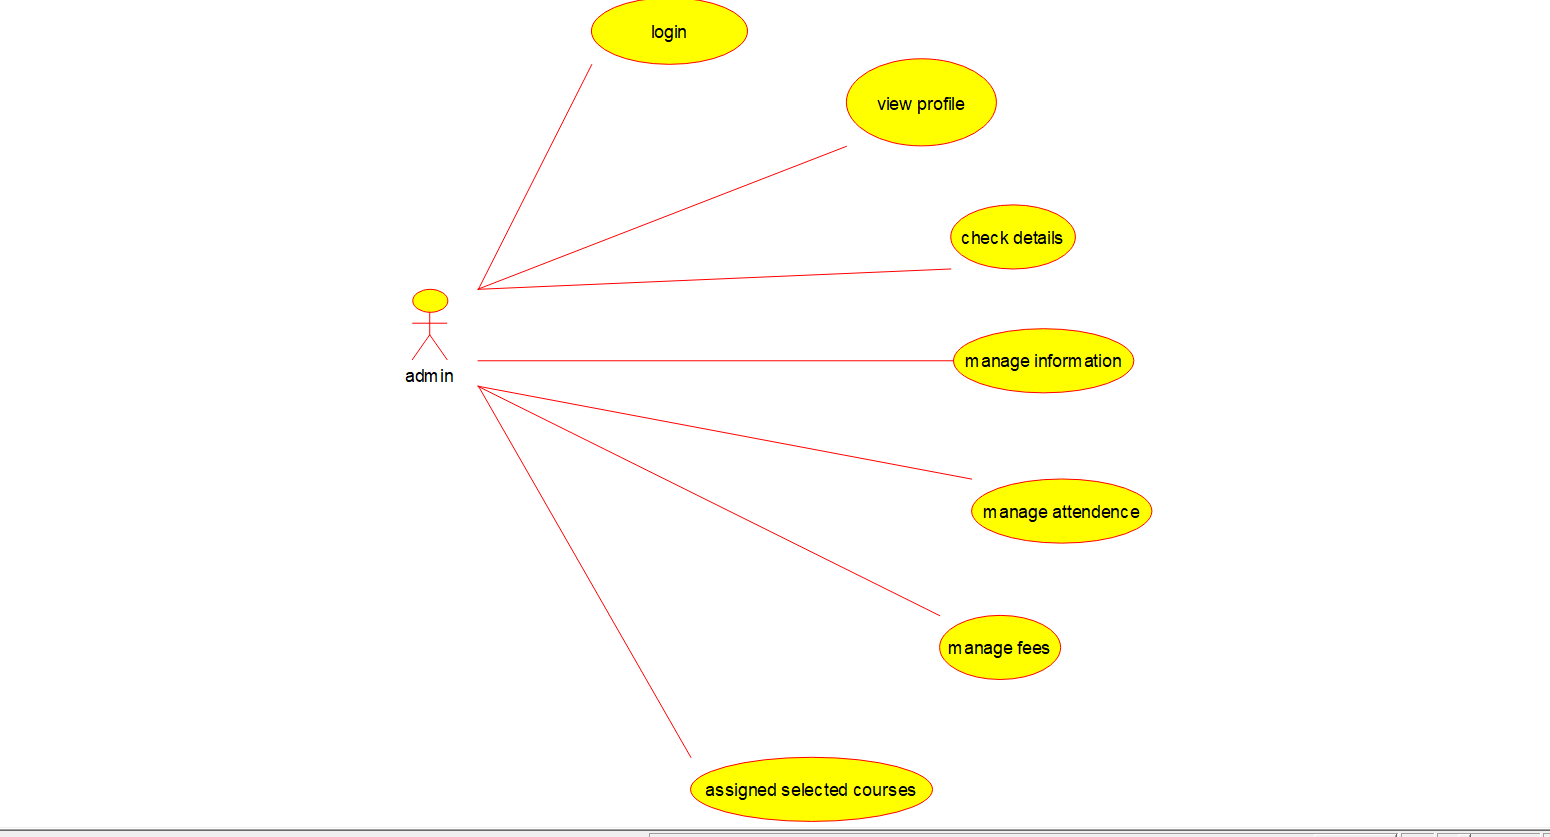 login
view profile
check details
manage information
admin
manage attendence
manage fees
assigned selected courses